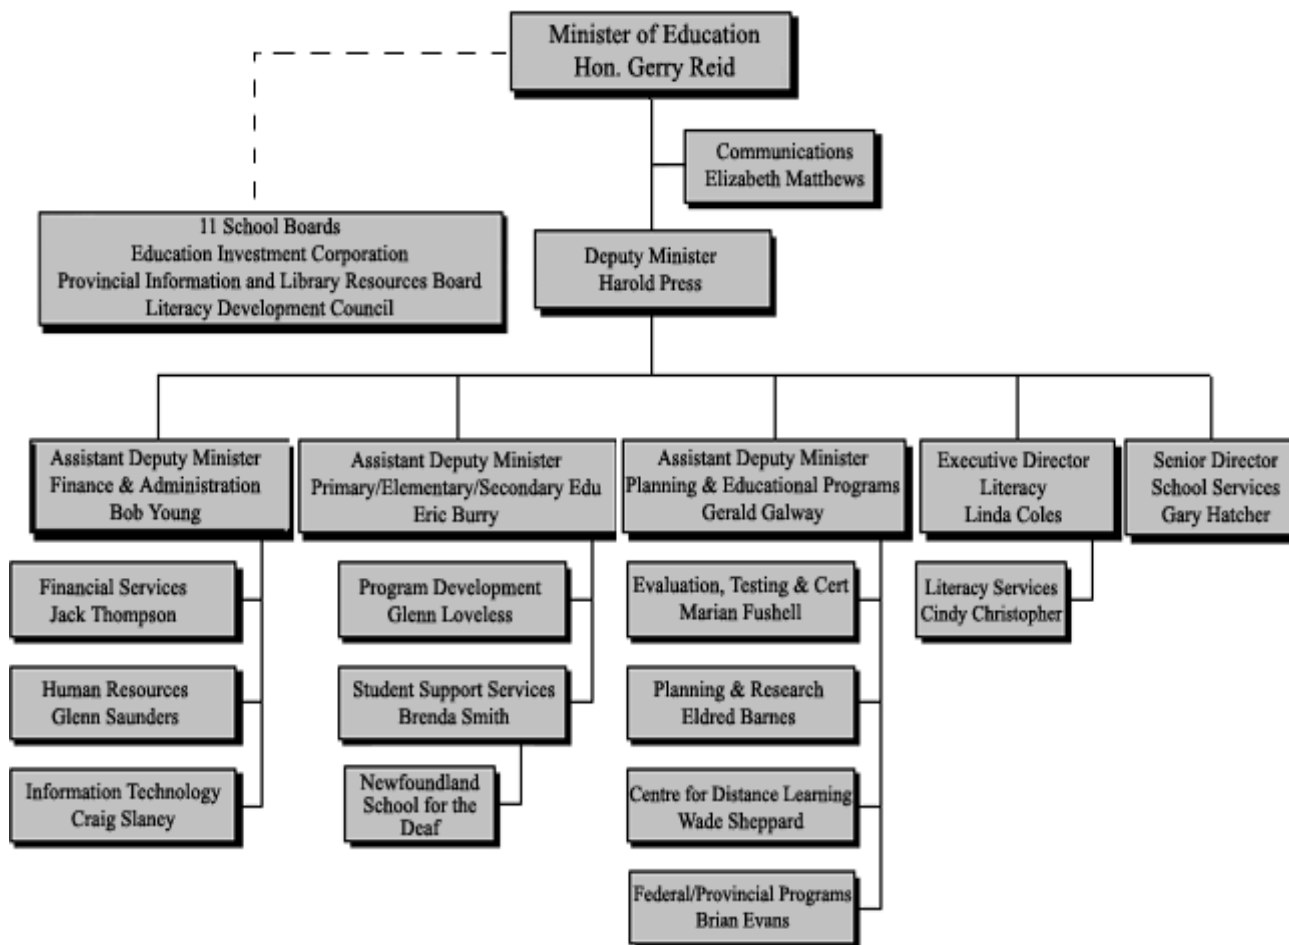 Minister of Education
Hon. Gerry Reid
Communications
Elizabeth Matthews
11 School Boards
Education Investment Corporation
Provincial Information and Library Resources Board
Literacy Development Council
Deputy Minister
Harold Press
Assistant Deputy Minister
Finance & Administration
Bob Young
Assistant Deputy Minister
Primary/Elementary/Secondary Edu
Eric Burry
Assistant Deputy Minister
Planning & Educational Programs
Gerald Galway
Executive Director
Literacy
Linda Coles
Senior Director
School Services
Gary Hatcher
Financial Services
Jack Thompson
Human Resources
Glenn Saunders
Information Technology
Craig Slaney
Program Development
Glenn Loveless
Student Support Services
Brenda Smith
Newfoundland
School for the
Deaf
Evaluation, Testing & Cert
Marian Fushell
Planning & Research
Eldred Barnes
Centre for Distance Learning
Wade Sheppard
Federal/Provincial Programs
Brian Evans
Literacy Services
Cindy Christopher